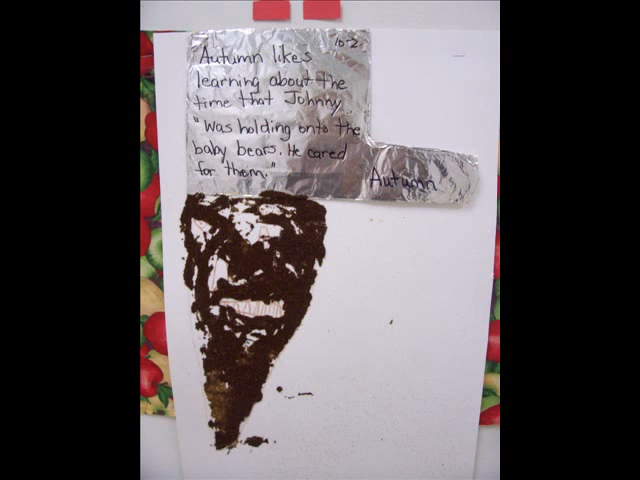 10-2
Autumn likes
learning about the
time that Johnny
"was holding onto the
baby bears. He cared
for them."
Autumn